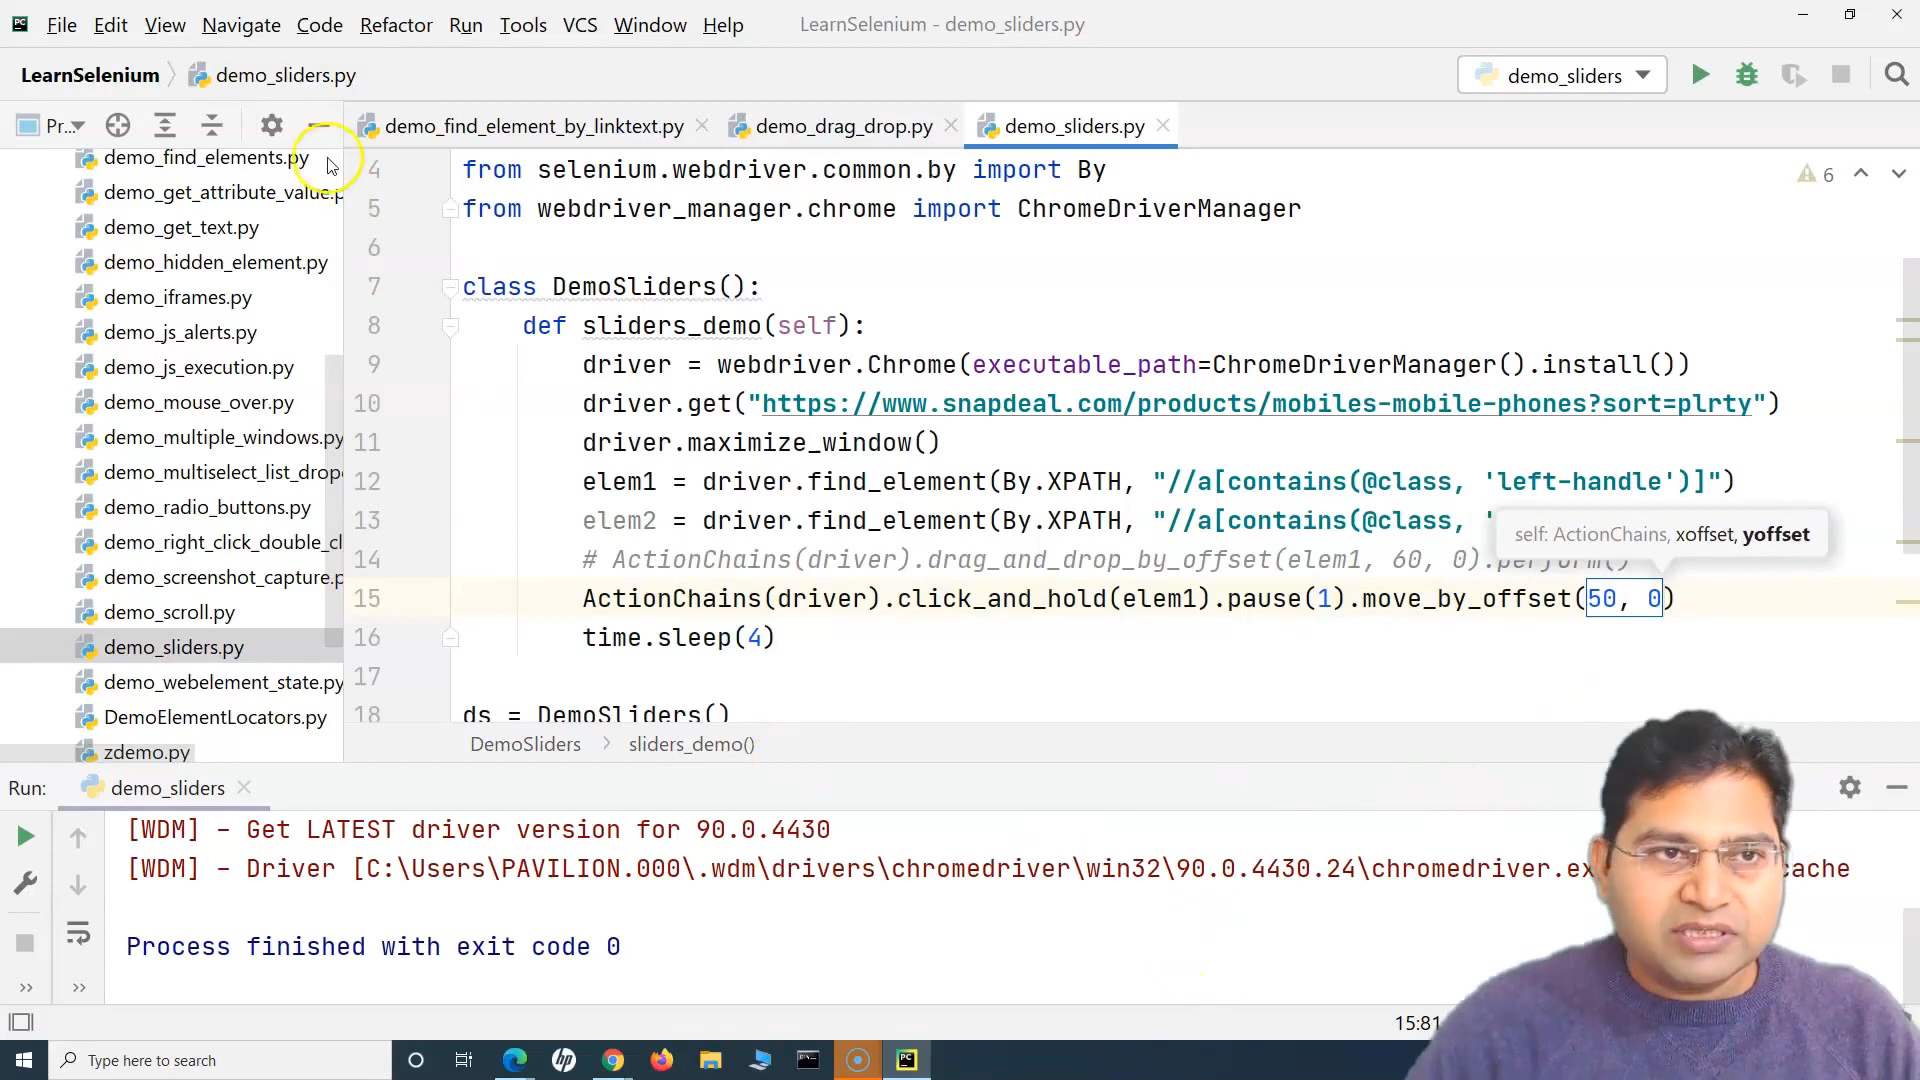 File Edit View Navigate Code Refactor Run Tools VCS Window Help LearnSelenium - demo_sliders.py
LearnSelenium demo_sliders.py demo_sliders
Pr... demo_find_element_by_linktext.py demo_drag_drop.py demo_sliders.py
demo_find_elements.py
demo_get_attribute_value.p
demo_get_text.py
demo_hidden_element.py
demo_iframes.py
demo_js_alerts.py
demo_js_execution.py
demo_mouse_over.py
demo_multiple_windows.py
demo_multiselect_list_drop
demo_radio_buttons.py
demo_right_click_double_cl
demo_screenshot_capture.p
demo_scroll.py
demo_sliders.py
demo_webelement_state.py
DemoElementLocators.py
zdemo.py
4 from selenium.webdriver.common.by import By
6
5 from webdriver_manager.chrome import ChromeDriverManager
6
7 class DemoSliders():
8 def sliders_demo(self):
9 driver = webdriver.Chrome(executable_path=ChromeDriverManager().install())
10 driver.get("https://www.snapdeal.com/products/mobiles-mobile-phones?sort=plrty")
11 driver.maximize_window()
12 elem1 = driver.find_element(By.XPATH, "//a[contains(@class, 'left-handle')]")
13 elem2 = driver.find_element(By.XPATH, "//a[contains(@class, '
self: ActionChains, xoffset, yoffset
14 # ActionChains(driver).drag_and_drop_by_offset(elem1, 60, 0).perform()
15 ActionChains(driver).click_and_hold(elem1).pause(1).move_by_offset(50, 0)
16 time.sleep(4)
17
18 ds = DemoSliders()
DemoSliders sliders_demo()
Run: demo_sliders
[WDM] - Get LATEST driver version for 90.0.4430
[WDM] - Driver [C:\Users\PAVILION.000\.wdm\drivers\chromedriver\win32\90.0.4430.24\chromedriver.ex cache
Process finished with exit code 0
15:81
Type here to search